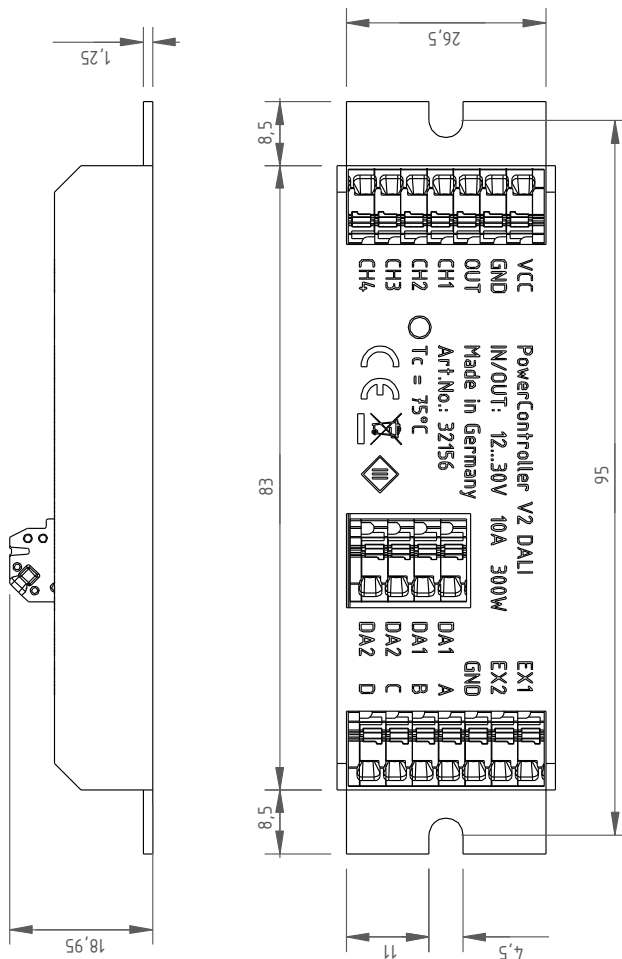 1,25
18,95
26,5
8,5
83
8,5
95
11
4,5
VCC
GND
OUT
CH1
CH2
CH3
CH4
PowerController V2 DALI
IN/OUT: 12...30V 10A 300W
Made in Germany
Art.No.: 32156
Tc = 75°C
CE
III
EX1
EX2
GND
A DA1
B DA1
C DA2
D DA2